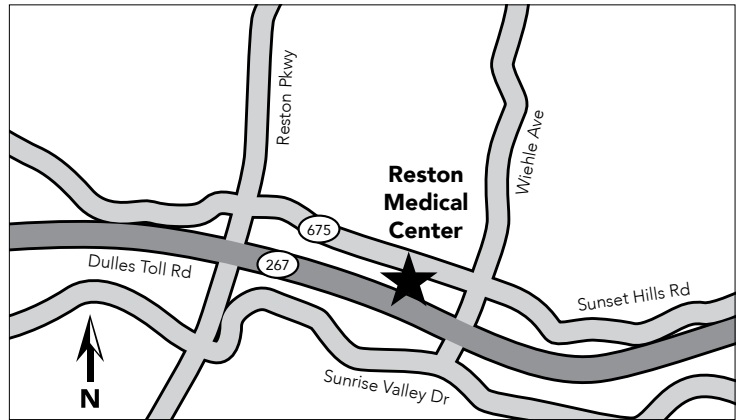 Reston Pkwy
Wiehle Ave
Reston
Medical
Center
675
267
Dulles Toll Rd
Sunset Hills Rd
Sunrise Valley Dr
N